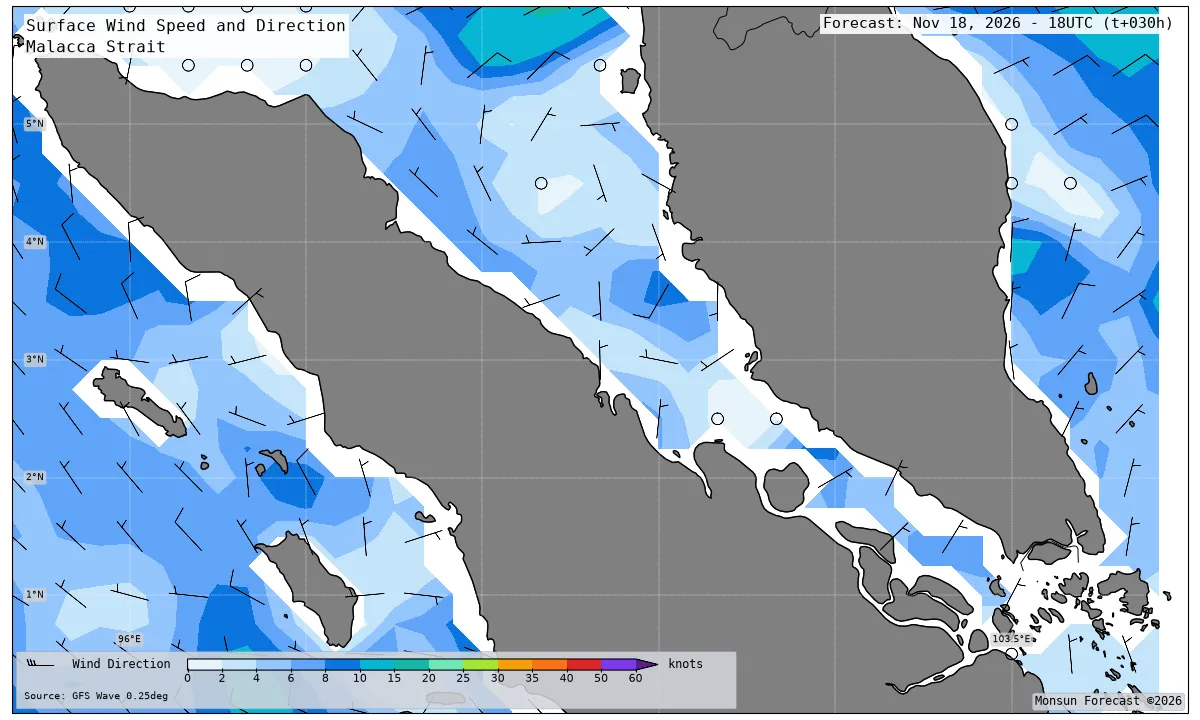 Surface Wind Speed and Direction
Malacca Strait
Forecast: Nov 18, 2026 - 18UTC (t+030h)
5°N
4°N
3°N
2°N
1°N
96°E
103.5°E
Wind Direction
0 2 4 6 8 10 15 20 25 30 35 40 50 60
knots
Source: GFS Wave 0.25deg
Monsun Forecast ©2026